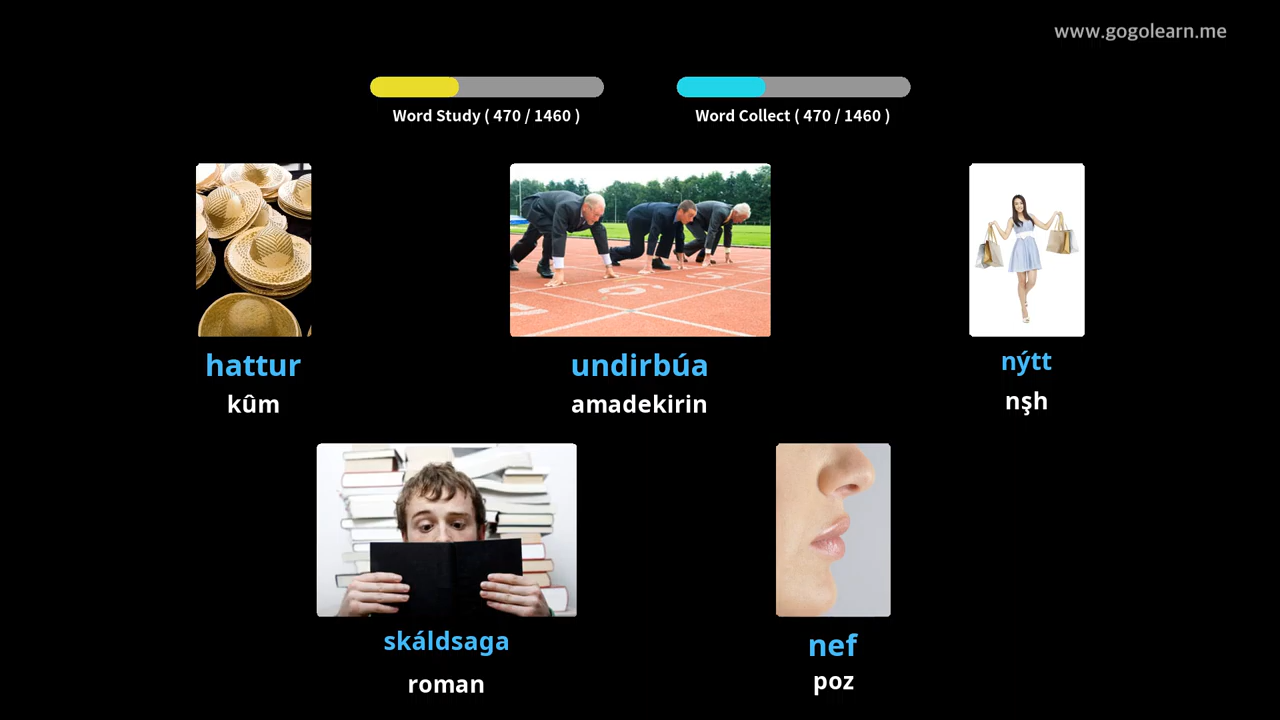 www.gogolearn.me
Word Study ( 470 / 1460 )
Word Collect ( 470 / 1460 )
hattur
kûm
undirbúa
amadekirin
nýtt
nşh
skáldsaga
roman
nef
poz